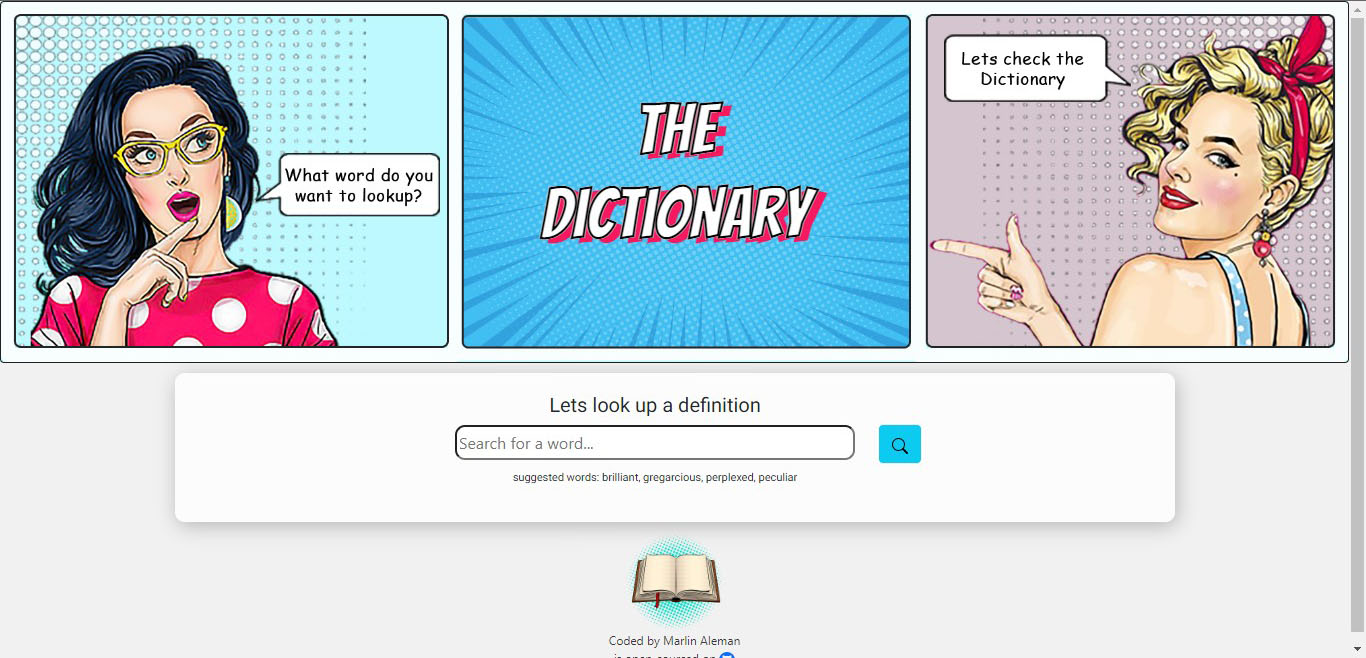 What word do you
want to lookup?
THE
DICTIONARY
Lets check the
Dictionary
Lets look up a definition
Search for a word...
suggested words: brilliant, gregarcious, perplexed, peculiar
Coded by Marlin Aleman
is open-sourced on